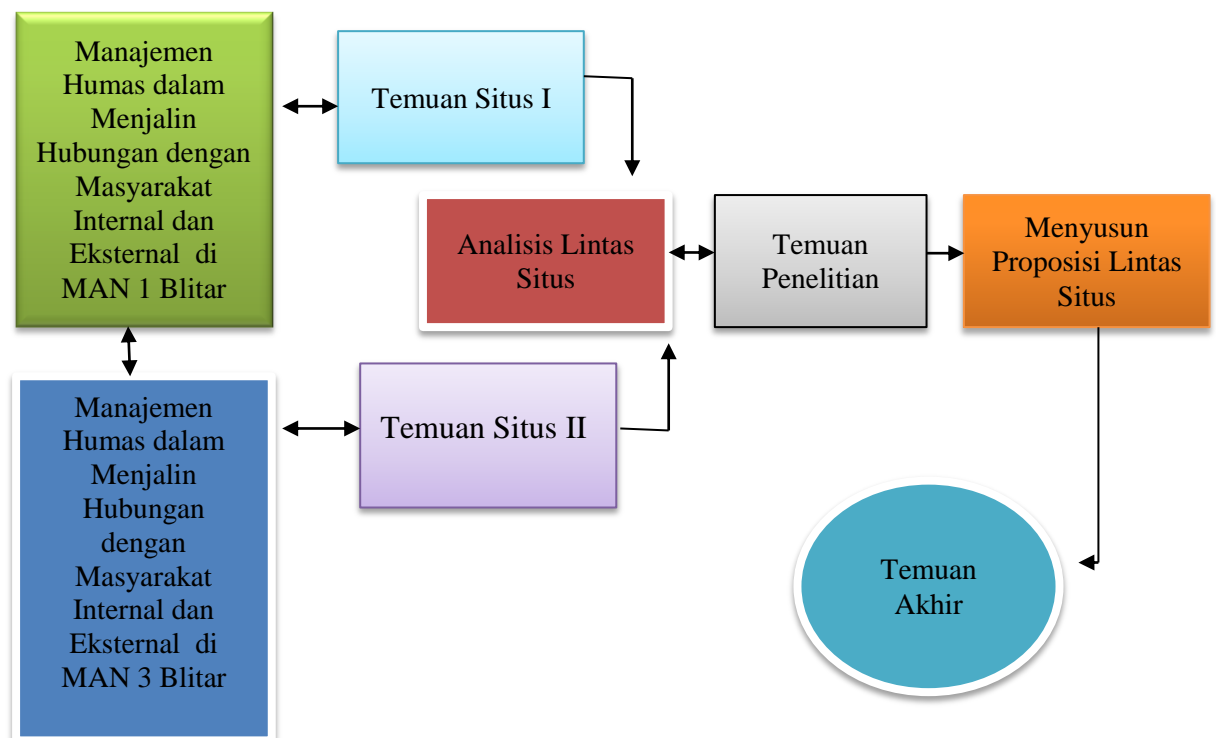 Manajemen
Humas dalam
Menjalin
Hubungan dengan
Masyarakat
Internal dan
Eksternal  di
MAN 1 Blitar
Temuan Situs I
Analisis Lintas
Situs
Temuan
Penelitian
Menyusun
Proposisi Lintas
Situs
Manajemen
Humas dalam
Menjalin
Hubungan
dengan
Masyarakat
Internal dan
Eksternal  di
MAN 3 Blitar
Temuan Situs II
Temuan
Akhir